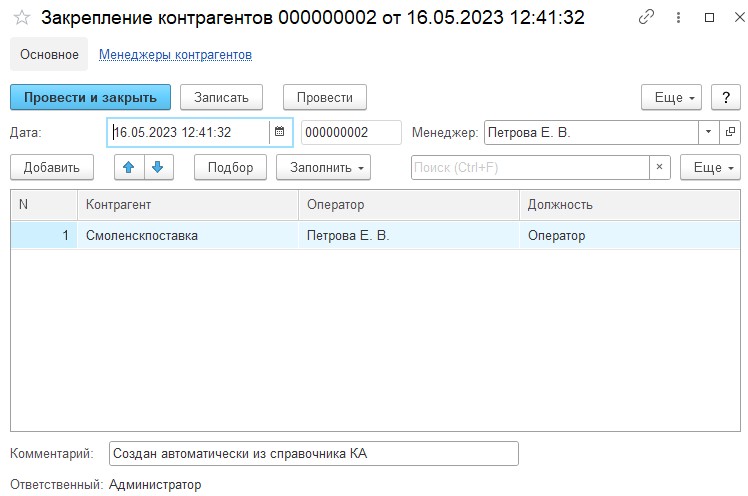 Закрепление контрагентов 000000002 от 16.05.2023 12:41:32
Основное Менеджеры контрагентов
Провести и закрыть Записать Провести Еще ?
Дата: 16.05.2023 12:41:32 000000002 Менеджер: Петрова Е. В.
Добавить Подбор Заполнить Поиск (Ctrl+F) × Еще
N Контрагент Оператор Должность
1 Смоленскпоставка Петрова Е. В. Оператор
Комментарий: Создан автоматически из справочника КА
Ответственный: Администратор